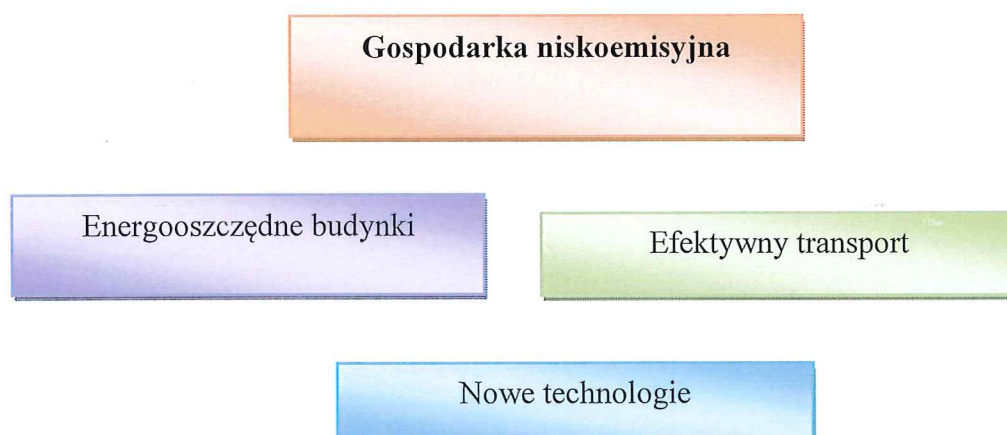 Gospodarka niskoemisyjna
Energooszczędne budynki
Efektywny transport
Nowe technologie